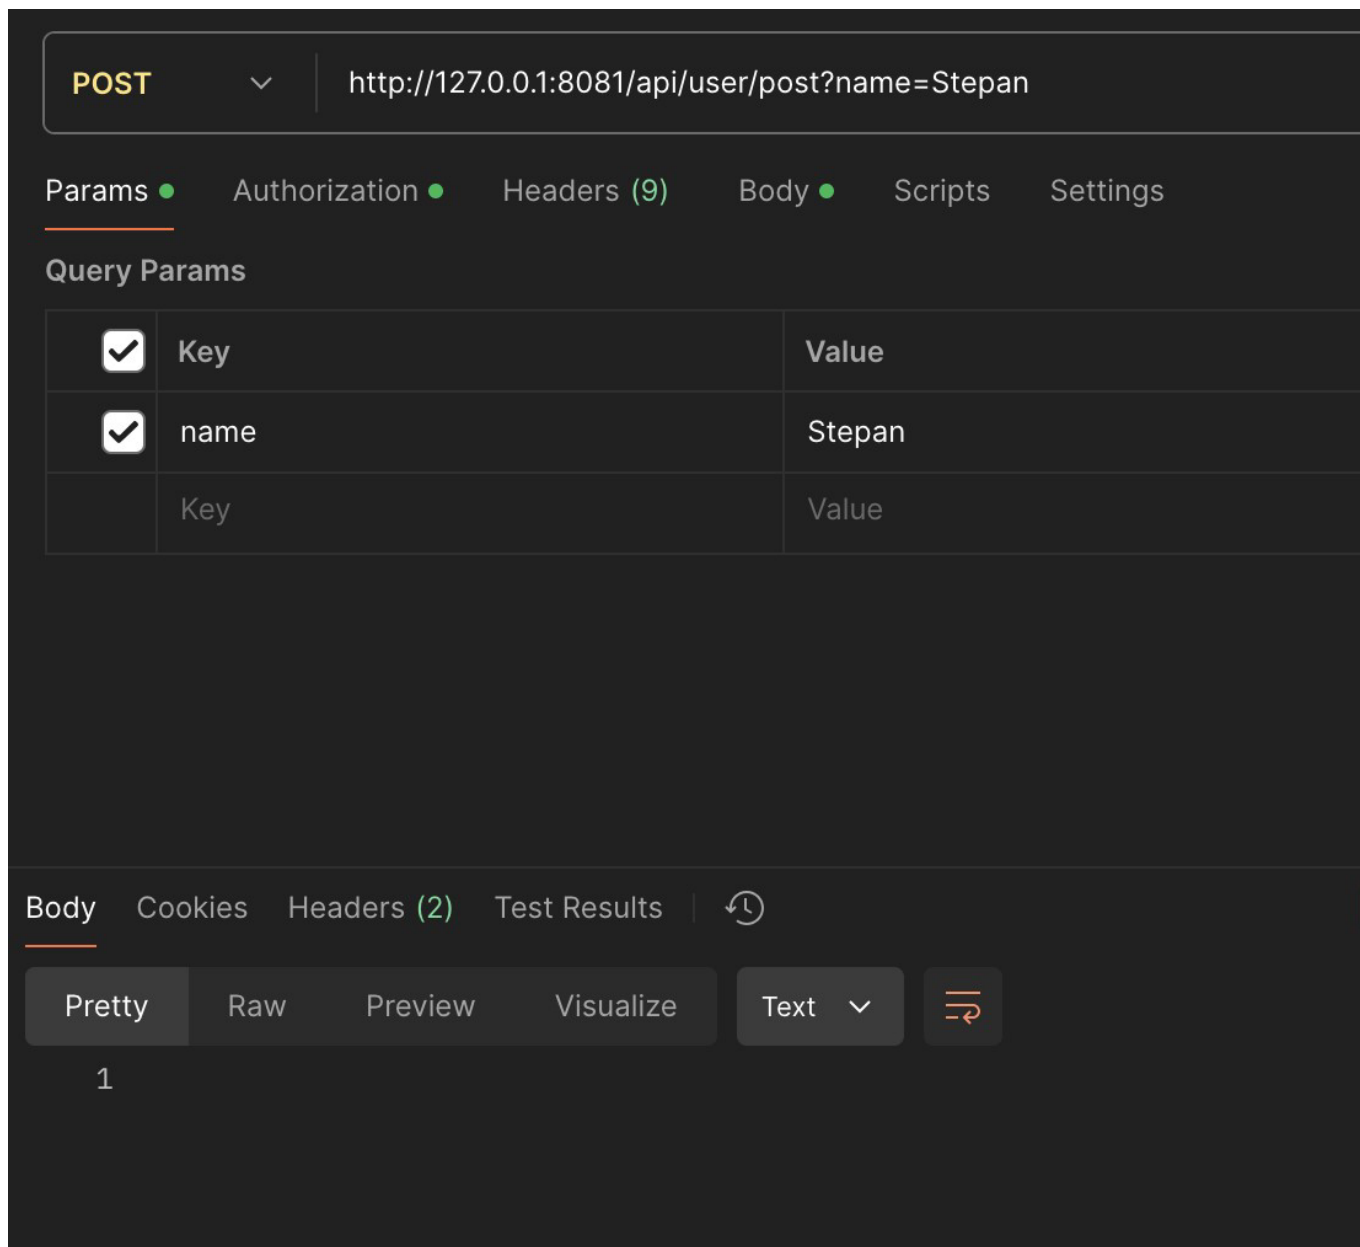 POST http://127.0.0.1:8081/api/user/post?name=Stepan
Params Authorization Headers (9) Body Scripts Settings
Query Params
Key Value
name Stepan
Key Value
Body Cookies Headers (2) Test Results
Pretty Raw Preview Visualize Text
1